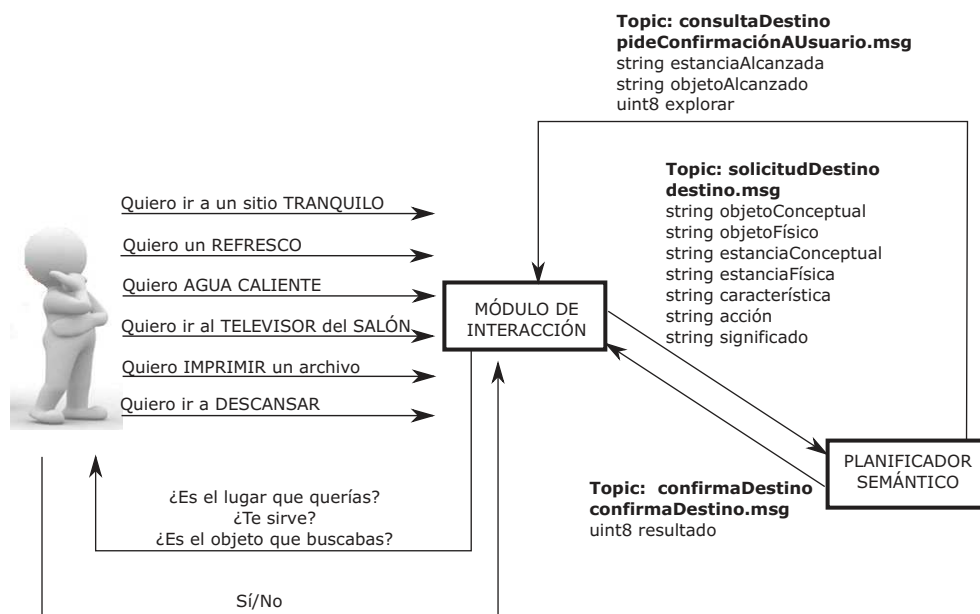 Topic: consultaDestino
pideConfirmaciónAUsuario.msg
string estanciaAlcanzada
string objetoAlcanzado
uint8 explorar
Topic: solicitudDestino
destino.msg
string objetoConceptual
string objetoFísico
string estanciaConceptual
string estanciaFísica
string característica
string acción
string significado
Quiero ir a un sitio TRANQUILO
Quiero un REFRESCO
Quiero AGUA CALIENTE
Quiero ir al TELEVISOR del SALÓN
Quiero IMPRIMIR un archivo
Quiero ir a DESCANSAR
MÓDULO DE
INTERACCIÓN
PLANIFICADOR
SEMÁNTICO
Topic: confirmaDestino
confirmaDestino.msg
uint8 resultado
¿Es el lugar que querías?
¿Te sirve?
¿Es el objeto que buscabas?
Sí/No